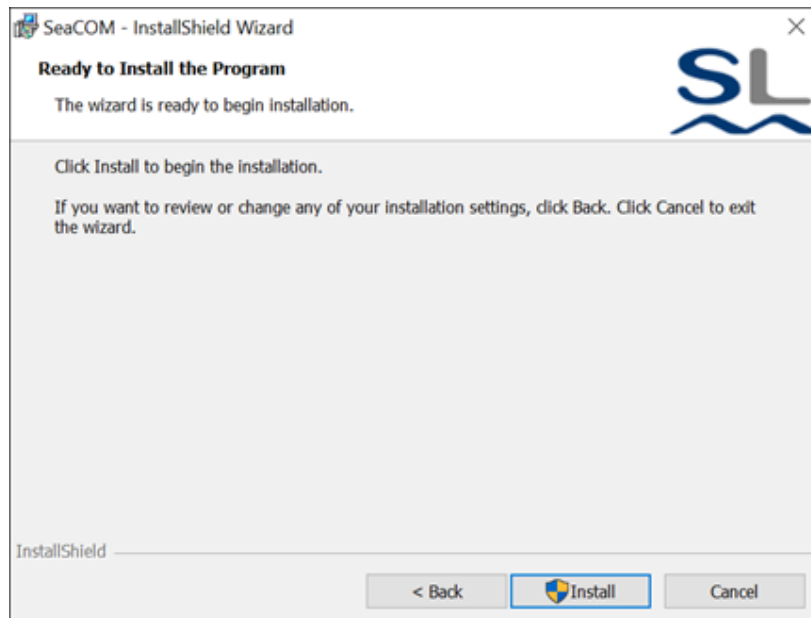 SeaCOM - InstallShield Wizard
Ready to Install the Program
The wizard is ready to begin installation.
SL
Click Install to begin the installation.
If you want to review or change any of your installation settings, click Back. Click Cancel to exit
the wizard.
InstallShield
< Back
Install
Cancel